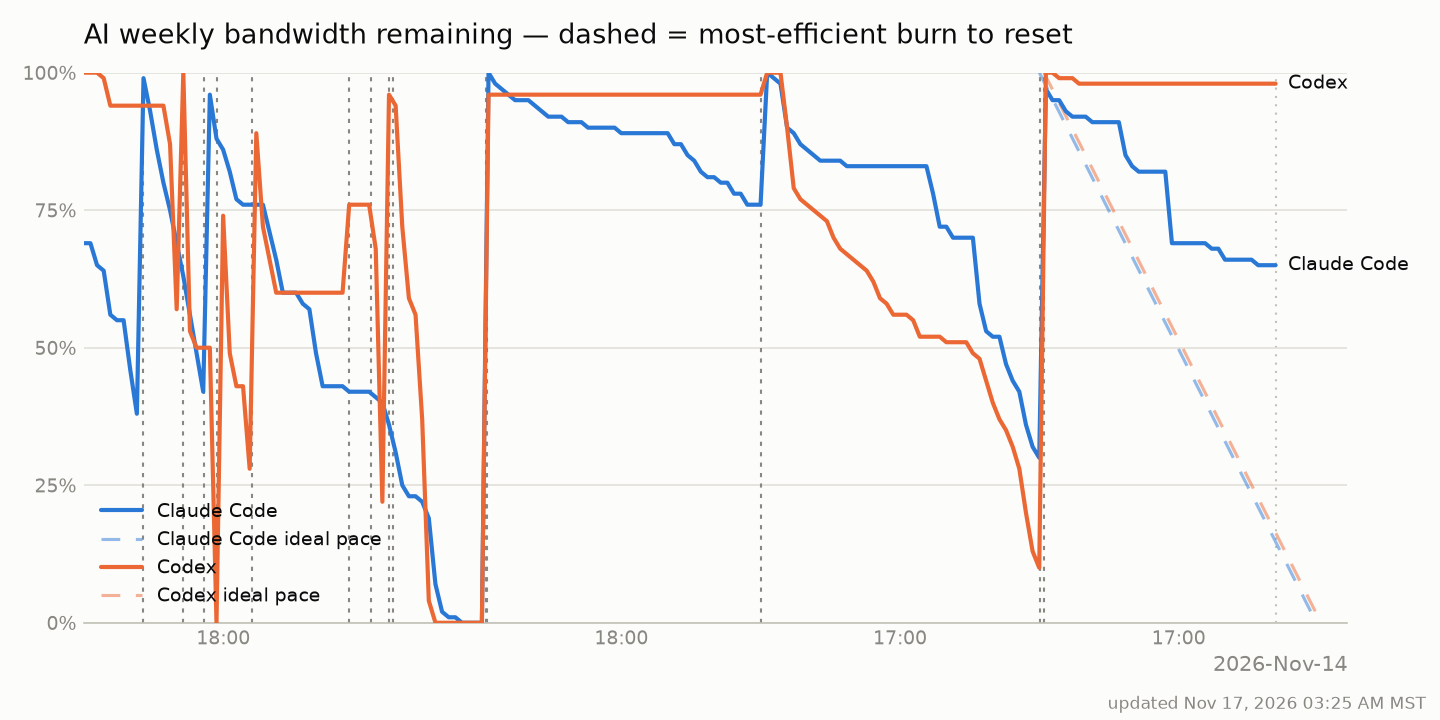 AI weekly bandwidth remaining — dashed = most-efficient burn to reset
100%
75%
50%
25%
0%
Codex
Claude Code
Claude Code
Claude Code ideal pace
Codex
Codex ideal pace
18:00
18:00
17:00
17:00
2026-Nov-14
updated Nov 17, 2026 03:25 AM MST